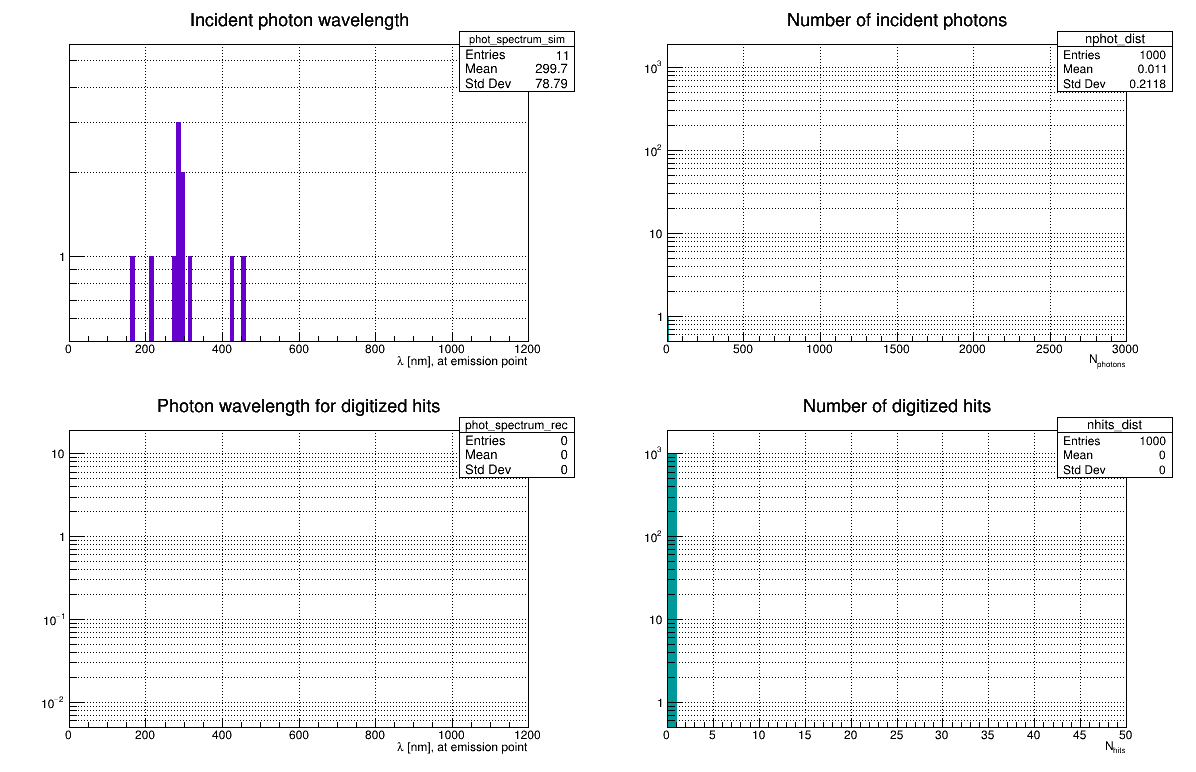 Incident photon wavelength
phot_spectrum_sim
Entries 11
Mean 299.7
Std Dev 78.79
1
0 200 400 600 800 1000 1200
λ [nm], at emission point
Number of incident photons
nphot_dist
Entries 1000
Mean 0.011
Std Dev 0.2118
10³
10²
10
1
0 500 1000 1500 2000 2500 3000
N_photons
Photon wavelength for digitized hits
phot_spectrum_rec
Entries 0
Mean 0
Std Dev 0
10
1
10⁻¹
10⁻²
0 200 400 600 800 1000 1200
λ [nm], at emission point
Number of digitized hits
nhits_dist
Entries 1000
Mean 0
Std Dev 0
10³
10²
10
1
0 5 10 15 20 25 30 35 40 45 50
N_hits